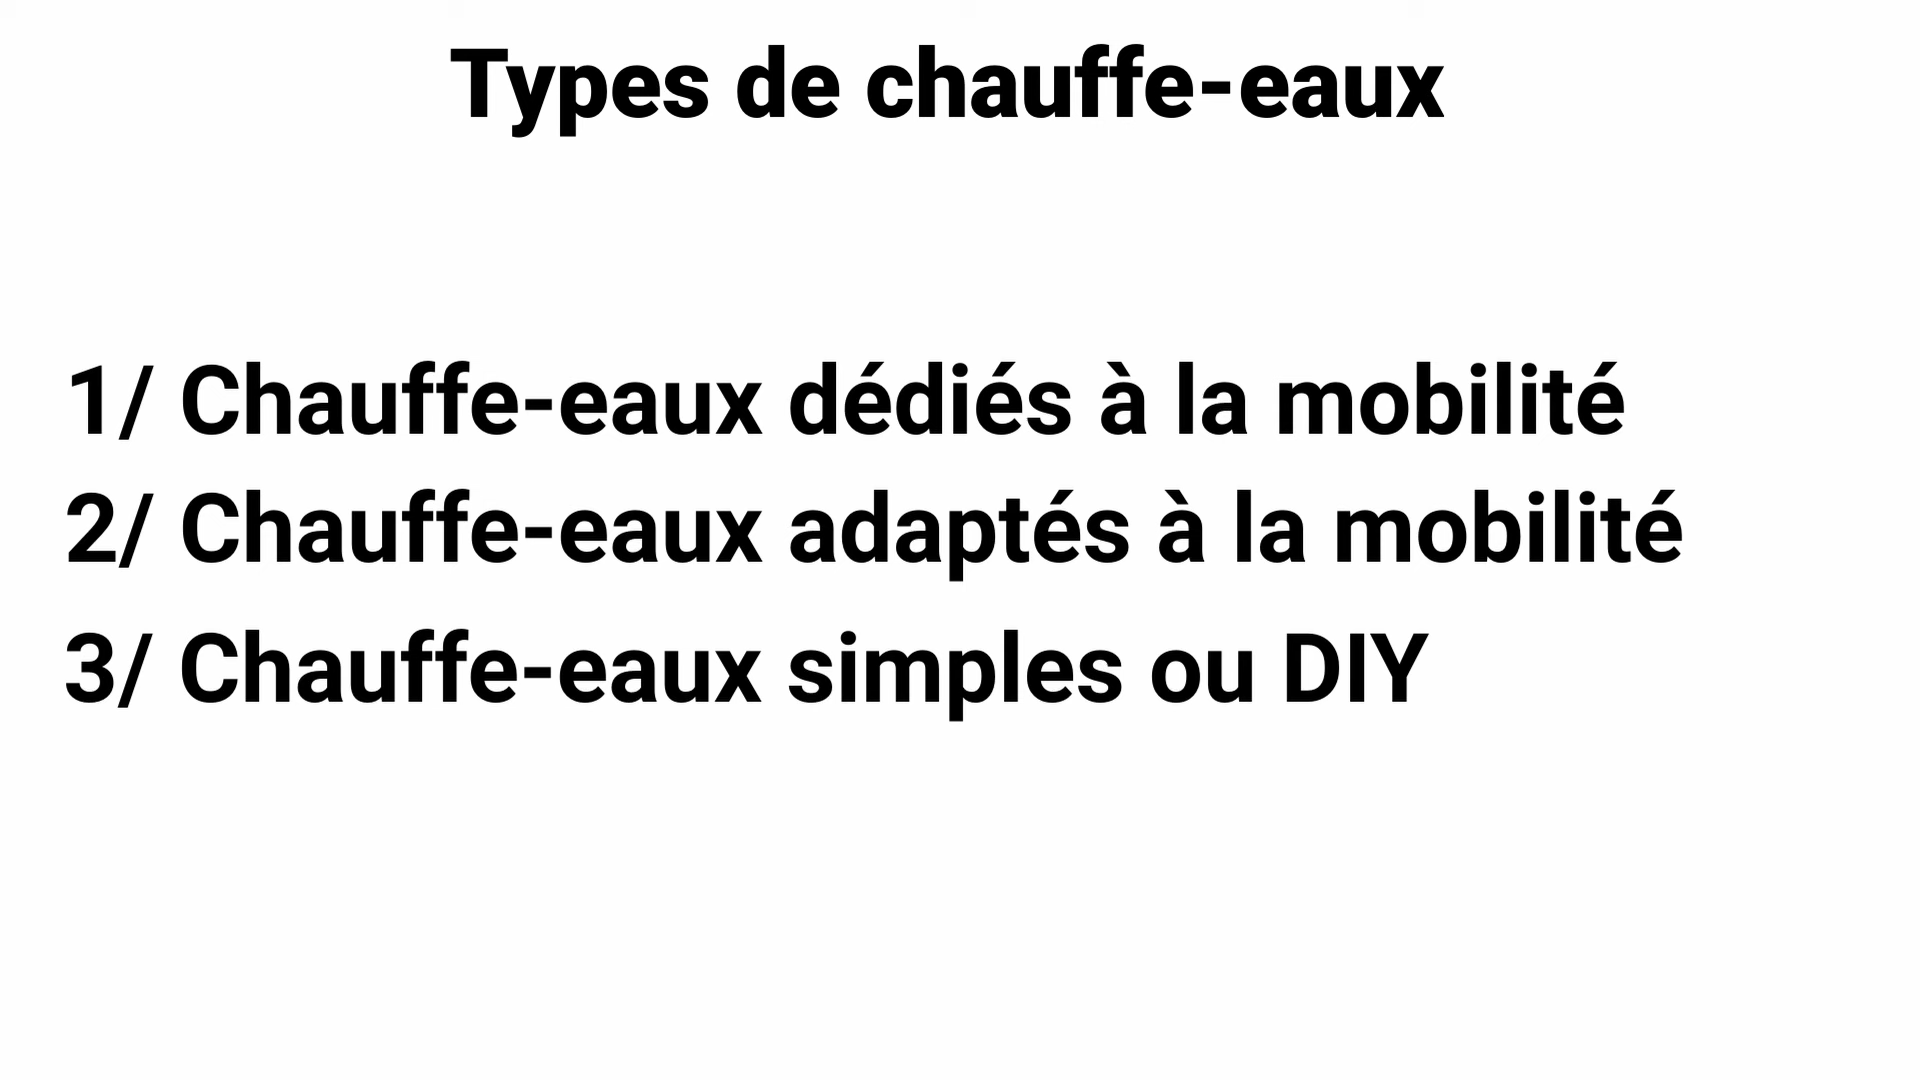 Types de chauffe-eaux
1/ Chauffe-eaux dédiés à la mobilité
2/ Chauffe-eaux adaptés à la mobilité
3/ Chauffe-eaux simples ou DIY